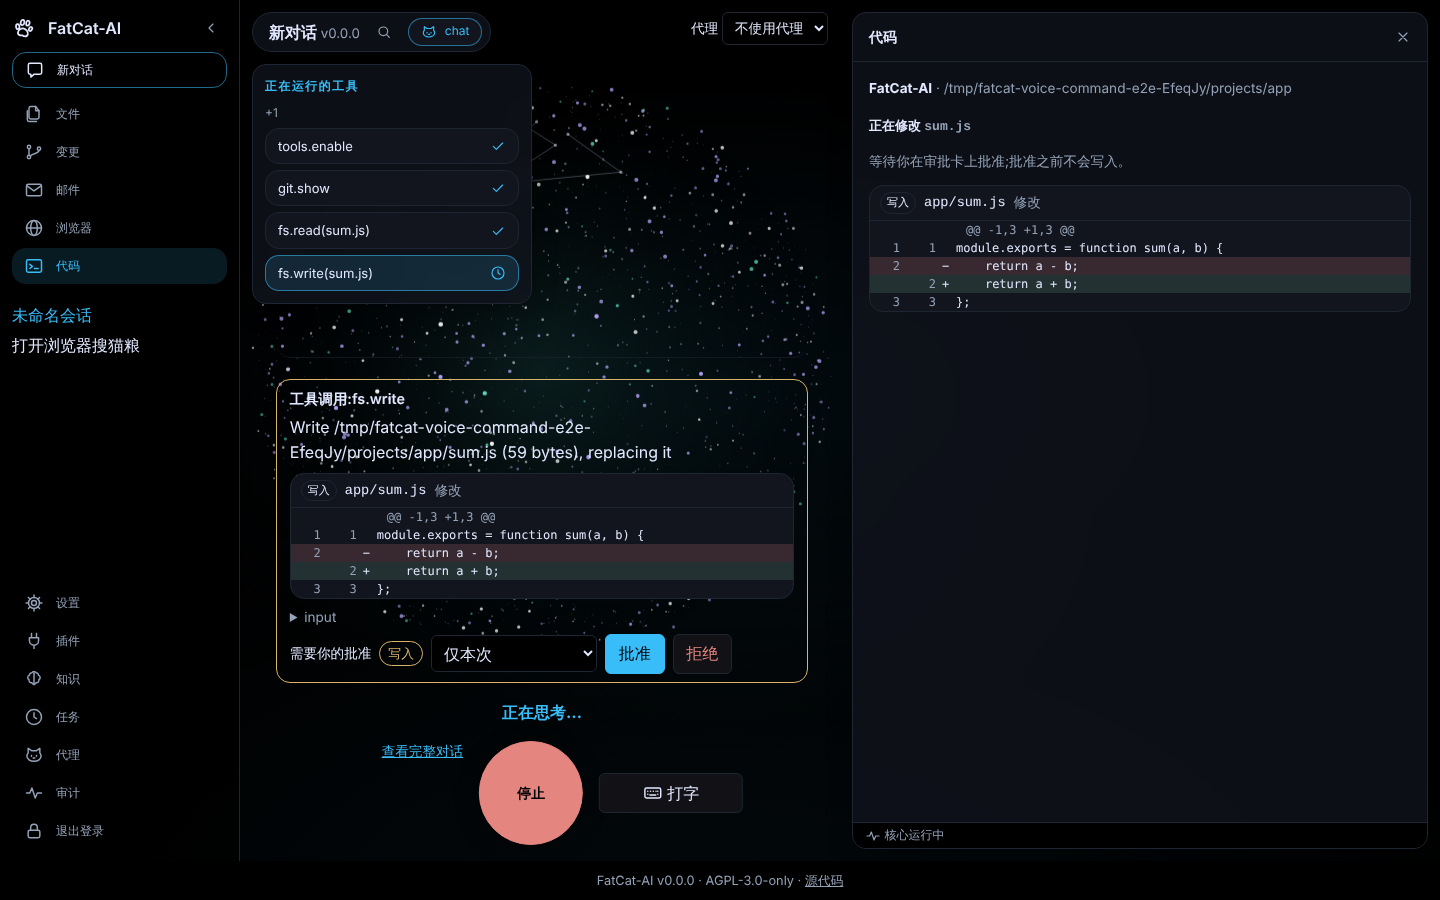 FatCat-AI
新对话
文件
变更
邮件
浏览器
代码
未命名会话
打开浏览器搜猫粮
设置
插件
知识
任务
代理
审计
退出登录
新对话 v0.0.0 chat
代理 不使用代理
正在运行的工具
+1
tools.enable
git.show
fs.read(sum.js)
fs.write(sum.js)
工具调用:fs.write
Write /tmp/fatcat-voice-command-e2e-
EfeqJy/projects/app/sum.js (59 bytes), replacing it
写入 app/sum.js 修改
@@ -1,3 +1,3 @@
1 1 module.exports = function sum(a, b) {
2 − return a - b;
2 + return a + b;
3 3 };
▶ input
需要你的批准 写入 仅本次 批准 拒绝
正在思考...
查看完整对话
停止
打字
代码
FatCat-AI · /tmp/fatcat-voice-command-e2e-EfeqJy/projects/app
正在修改 sum.js
等待你在审批卡上批准;批准之前不会写入。
写入 app/sum.js 修改
@@ -1,3 +1,3 @@
1 1 module.exports = function sum(a, b) {
2 − return a - b;
2 + return a + b;
3 3 };
核心运行中
FatCat-AI v0.0.0 · AGPL-3.0-only · 源代码